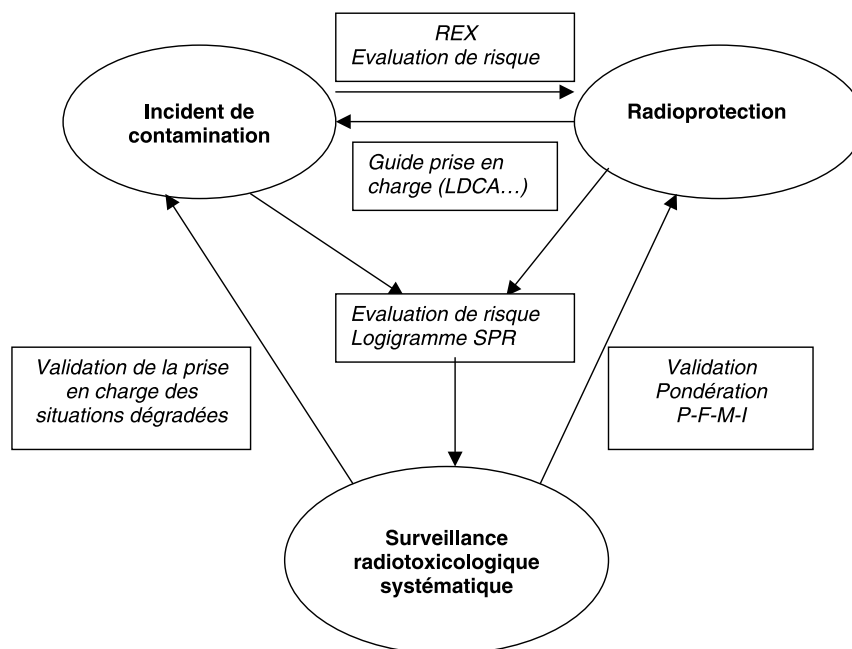 REX
Evaluation de risque
Incident de
contamination
Radioprotection
Guide prise en
charge (LDCA…)
Evaluation de risque
Logigramme SPR
Validation de la prise
en charge des
situations dégradées
Validation
Pondération
P-F-M-I
Surveillance
radiotoxicologique
systématique